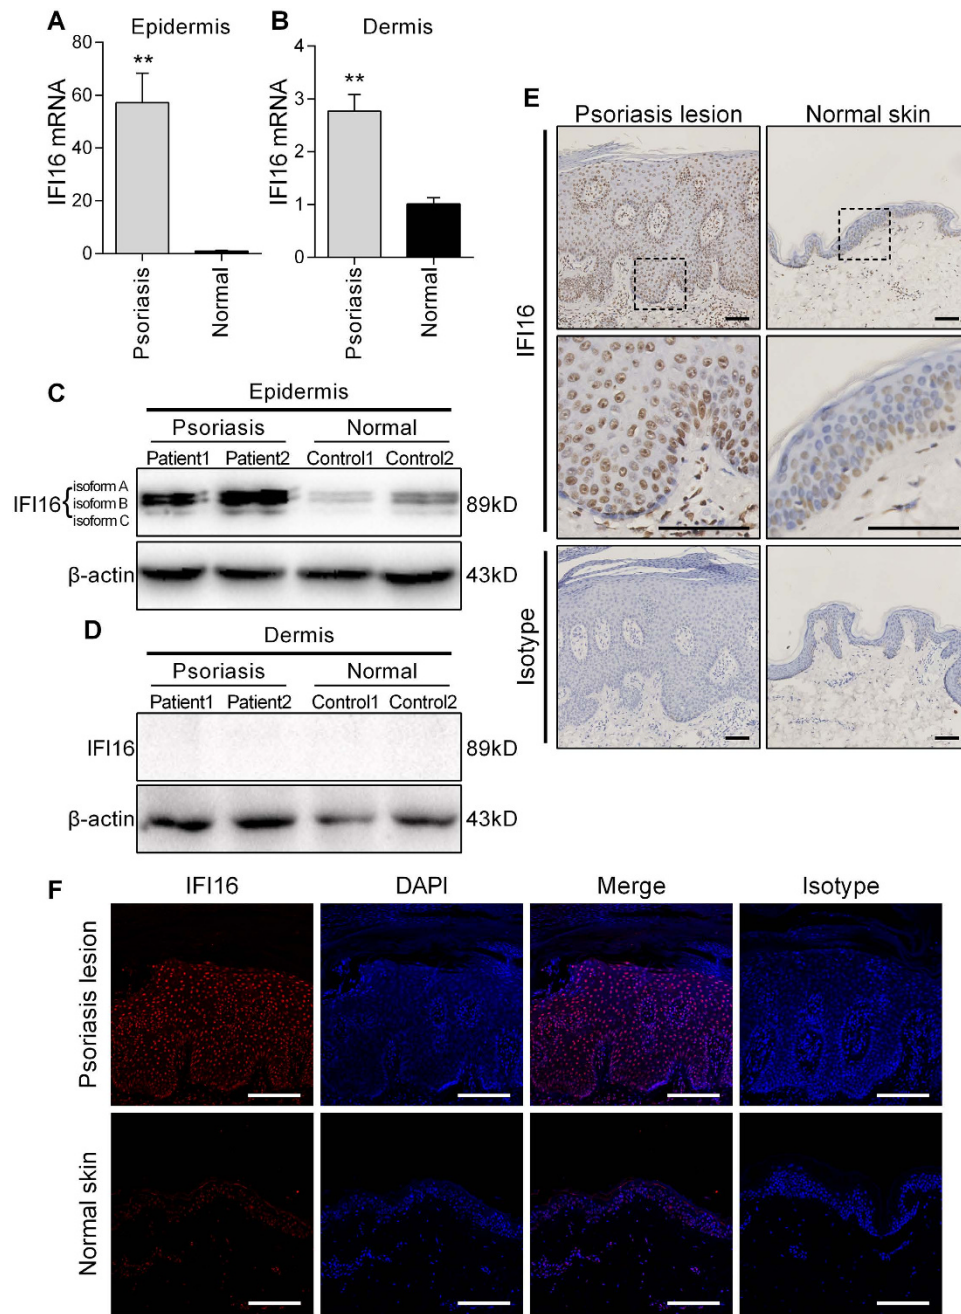 A
Epidermis
IFI16 mRNA
80
60
40
20
0
**
Psoriasis
Normal
B
Dermis
IFI16 mRNA
4
3
2
1
0
**
Psoriasis
Normal
C
Epidermis
Psoriasis Normal
Patient1 Patient2 Control1 Control2
IFI16
isoform A
isoform B
isoform C
89kD
β-actin 43kD
D
Dermis
Psoriasis Normal
Patient1 Patient2 Control1 Control2
IFI16 89kD
β-actin 43kD
E
Psoriasis lesion Normal skin
IFI16
Isotype
F
IFI16 DAPI Merge Isotype
Psoriasis lesion
Normal skin